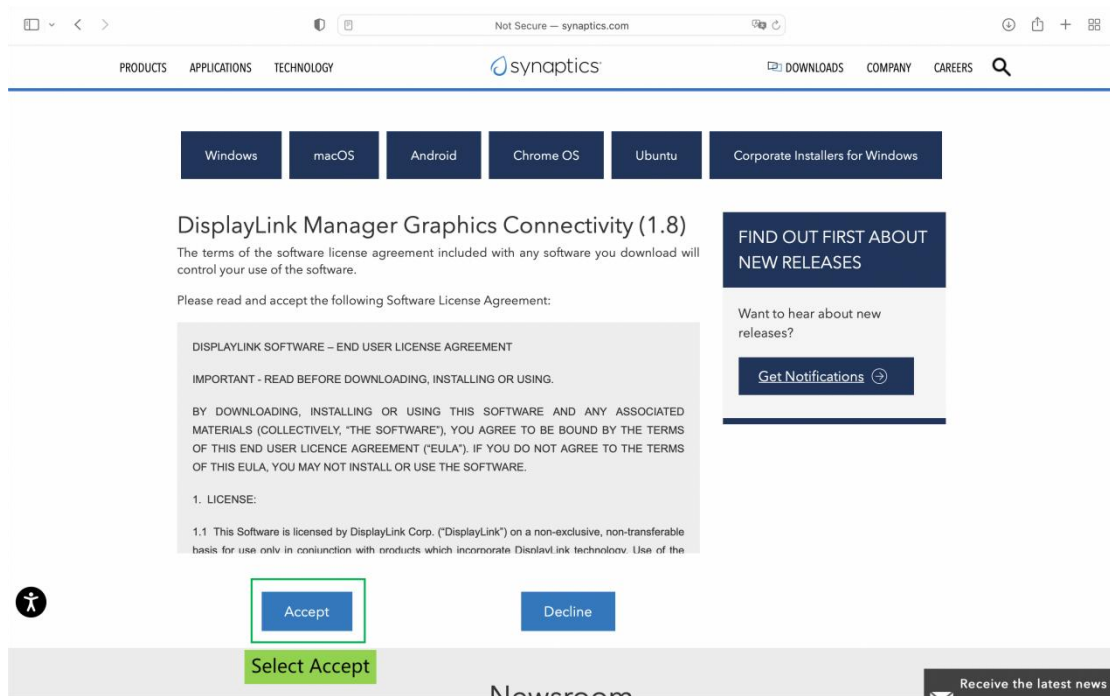 Not Secure — synaptics.com
PRODUCTS APPLICATIONS TECHNOLOGY synaptics DOWNLOADS COMPANY CAREERS
Windows macOS Android Chrome OS Ubuntu Corporate Installers for Windows
DisplayLink Manager Graphics Connectivity (1.8)
The terms of the software license agreement included with any software you download will
control your use of the software.
Please read and accept the following Software License Agreement:
DISPLAYLINK SOFTWARE – END USER LICENSE AGREEMENT
IMPORTANT - READ BEFORE DOWNLOADING, INSTALLING OR USING.
BY DOWNLOADING, INSTALLING OR USING THIS SOFTWARE AND ANY ASSOCIATED
MATERIALS (COLLECTIVELY, “THE SOFTWARE”), YOU AGREE TO BE BOUND BY THE TERMS
OF THIS END USER LICENCE AGREEMENT (“EULA”). IF YOU DO NOT AGREE TO THE TERMS
OF THIS EULA, YOU MAY NOT INSTALL OR USE THE SOFTWARE.
1. LICENSE:
1.1 This Software is licensed by DisplayLink Corp. (“DisplayLink”) on a non-exclusive, non-transferable
basis for use only in conjunction with products which incorporate DisplayLink technology. Use of the
FIND OUT FIRST ABOUT
NEW RELEASES
Want to hear about new
releases?
Get Notifications
Accept Decline
Select Accept
Newsroom
Receive the latest news